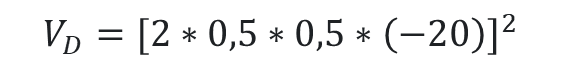 V_D = [2 * 0,5 * 0,5 * (−20)]²